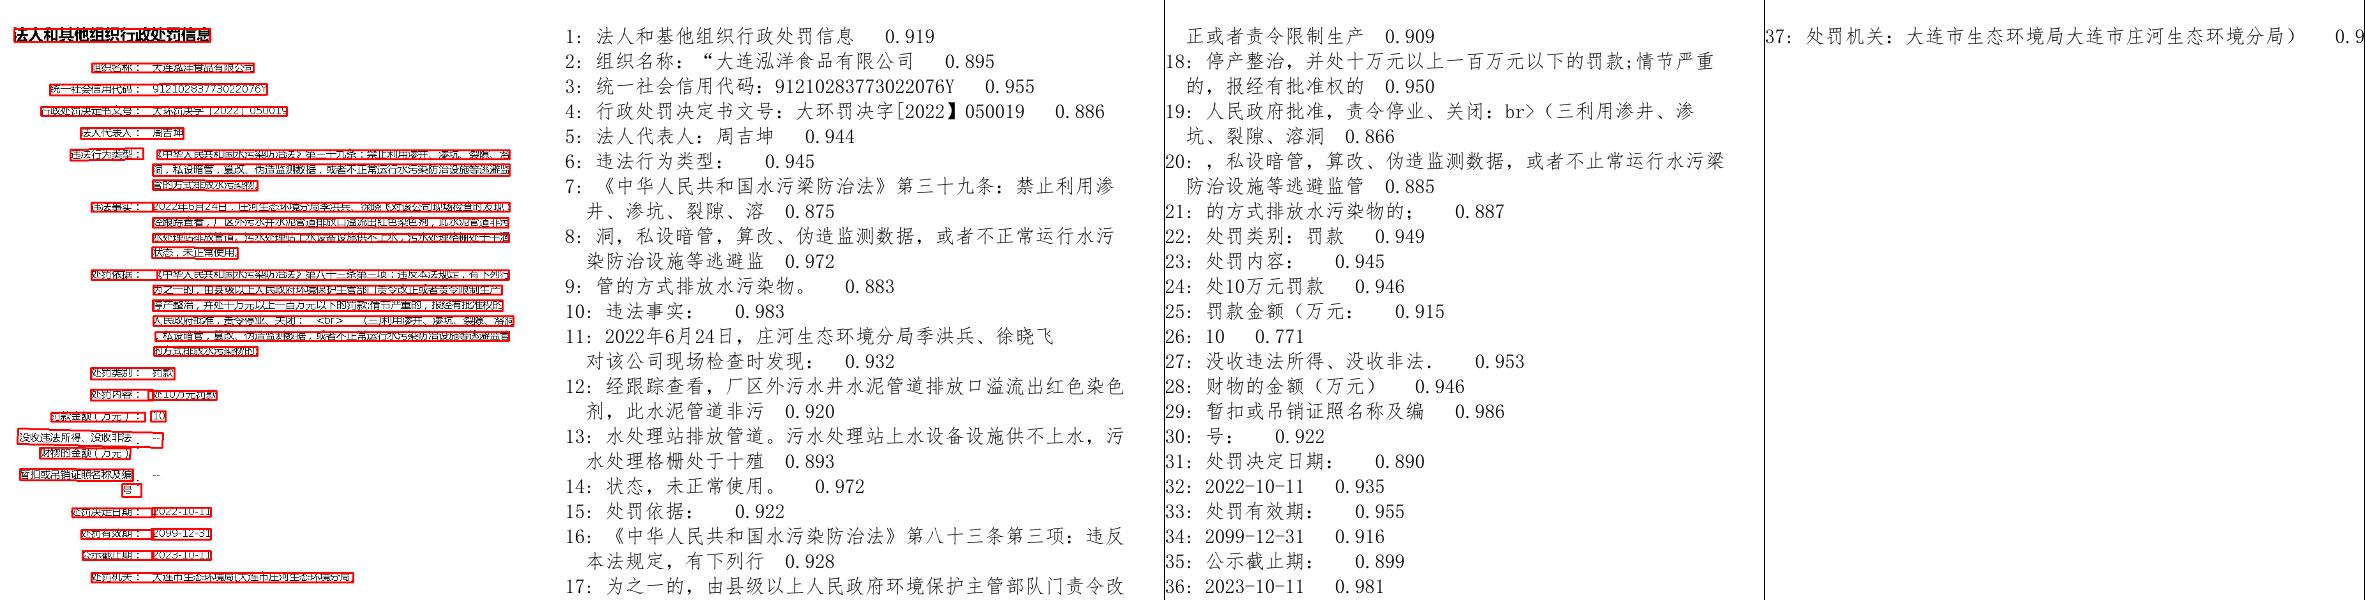 法人和其他组织行政处罚信息
组织名称： 大连泓洋食品有限公司
统一社会信用代码： 91210283773022076Y
行政处罚决定书文号： 大环罚决字［2022］050019
法人代表人： 周吉坤
违法行为类型： 《中华人民共和国水污染防治法》第三十九条：禁止利用渗井、渗坑、裂隙、溶
洞，私设暗管，篡改、伪造监测数据，或者不正常运行水污染防治设施等逃避监
管的方式排放水污染物。
违法事实： 2022年6月24日，庄河生态环境分局季洪兵、徐晓飞对该公司现场检查时发现：
经跟踪查看，厂区外污水井水泥管道排放口溢流出红色染色剂，此水泥管道非污
水处理站排放管道。污水处理站上水设备设施供不上水，污水处理格栅处于干涸
状态，未正常使用。
处罚依据： 《中华人民共和国水污染防治法》第八十三条第三项：违反本法规定，有下列行
为之一的，由县级以上人民政府环境保护主管部门责令改正或者责令限制生产、
停产整治，并处十万元以上一百万元以下的罚款;情节严重的，报经有批准权的
人民政府批准，责令停业、关闭： <br> （三）利用渗井、渗坑、裂隙、溶洞
，私设暗管，篡改、伪造监测数据，或者不正常运行水污染防治设施等逃避监管
的方式排放水污染物的;
处罚类别： 罚款
处罚内容： 处10万元罚款
罚款金额（万元）： 10
没收违法所得、没收非法 --
财物的金额（万元）
暂扣或吊销证照名称及编 --
号：
处罚决定日期： 2022-10-11
处罚有效期： 2099-12-31
公示截止期： 2023-10-11
处罚机关： 大连市生态环境局(大连市庄河生态环境分局)
1: 法人和基他组织行政处罚信息 0.919
2: 组织名称：“大连泓洋食品有限公司 0.895
3: 统一社会信用代码：91210283773022076Y 0.955
4: 行政处罚决定书文号：大环罚决字[2022】050019 0.886
5: 法人代表人：周吉坤 0.944
6: 违法行为类型： 0.945
7: 《中华人民共和国水污梁防治法》第三十九条：禁止利用渗
井、渗坑、裂隙、溶 0.875
8: 洞，私设暗管，算改、伪造监测数据，或者不正常运行水污
染防治设施等逃避监 0.972
9: 管的方式排放水污染物。 0.883
10: 违法事实： 0.983
11: 2022年6月24日，庄河生态环境分局季洪兵、徐晓飞
对该公司现场检查时发现： 0.932
12: 经跟踪查看，厂区外污水井水泥管道排放口溢流出红色染色
剂，此水泥管道非污 0.920
13: 水处理站排放管道。污水处理站上水设备设施供不上水，污
水处理格栅处于十殖 0.893
14: 状态，未正常使用。 0.972
15: 处罚依据： 0.922
16: 《中华人民共和国水污染防治法》第八十三条第三项：违反
本法规定，有下列行 0.928
17: 为之一的，由县级以上人民政府环境保护主管部队门责令改
正或者责令限制生产 0.909
18: 停产整治，并处十万元以上一百万元以下的罚款;情节严重
的，报经有批准权的 0.950
19: 人民政府批准，责令停业、关闭：br>（三利用渗井、渗
坑、裂隙、溶洞 0.866
20: ，私设暗管，算改、伪造监测数据，或者不止常运行水污梁
防治设施等逃避监管 0.885
21: 的方式排放水污染物的； 0.887
22: 处罚类别：罚款 0.949
23: 处罚内容： 0.945
24: 处10万元罚款 0.946
25: 罚款金额（万元： 0.915
26: 10 0.771
27: 没收违法所得、没收非法． 0.953
28: 财物的金额（万元） 0.946
29: 暂扣或吊销证照名称及编 0.986
30: 号： 0.922
31: 处罚决定日期： 0.890
32: 2022-10-11 0.935
33: 处罚有效期： 0.955
34: 2099-12-31 0.916
35: 公示截止期： 0.899
36: 2023-10-11 0.981
37: 处罚机关：大连市生态环境局大连市庄河生态环境分局） 0.9